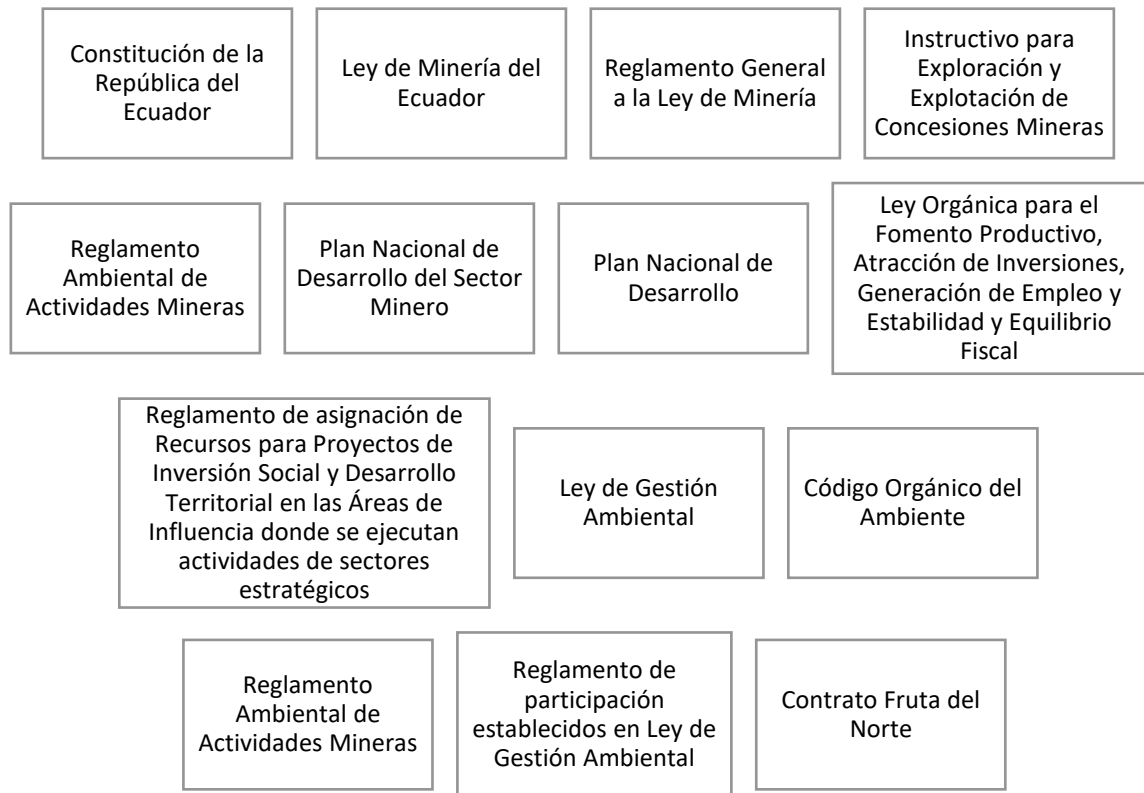 Constitución de la
República del
Ecuador
Ley de Minería del
Ecuador
Reglamento General
a la Ley de Minería
Instructivo para
Exploración y
Explotación de
Concesiones Mineras
Reglamento
Ambiental de
Actividades Mineras
Plan Nacional de
Desarrollo del Sector
Minero
Plan Nacional de
Desarrollo
Ley Orgánica para el
Fomento Productivo,
Atracción de Inversiones,
Generación de Empleo y
Estabilidad y Equilibrio
Fiscal
Reglamento de asignación de
Recursos para Proyectos de
Inversión Social y Desarrollo
Territorial en las Áreas de
Influencia donde se ejecutan
actividades de sectores
estratégicos
Ley de Gestión
Ambiental
Código Orgánico del
Ambiente
Reglamento
Ambiental de
Actividades Mineras
Reglamento de
participación
establecidos en Ley de
Gestión Ambiental
Contrato Fruta del
Norte